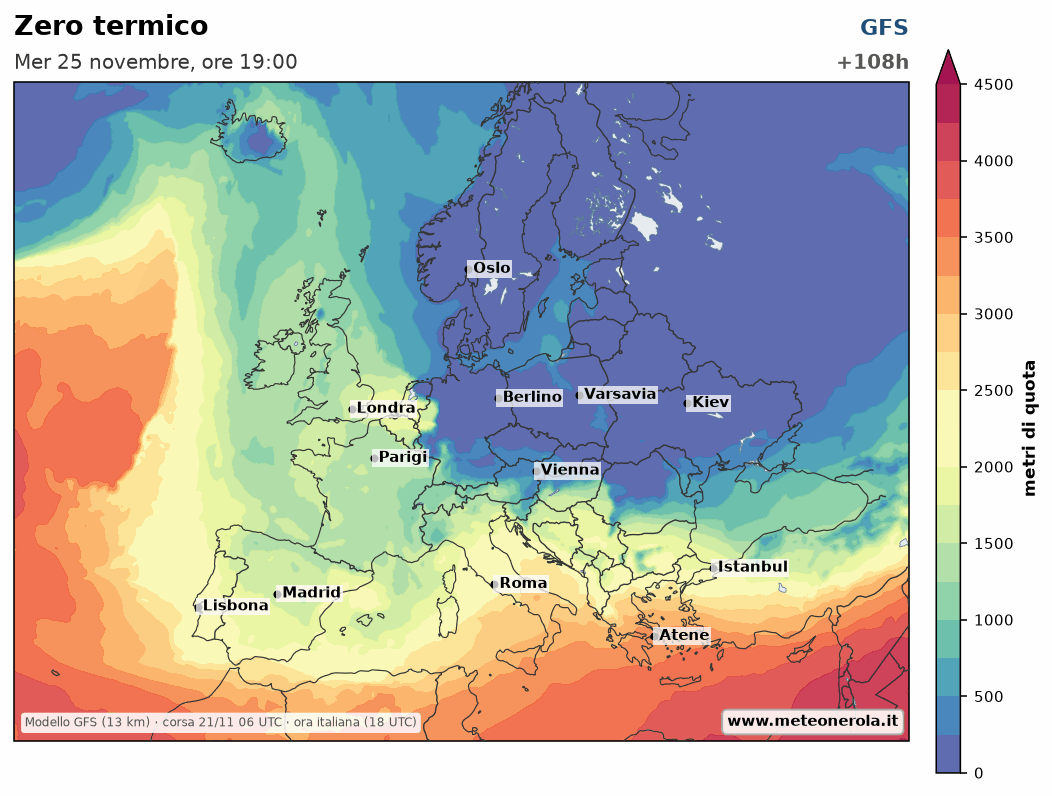 Zero termico
GFS
Mer 25 novembre, ore 19:00
+108h
Oslo
Berlino
Varsavia
Kiev
Londra
Parigi
Vienna
Istanbul
Roma
Madrid
Lisbona
Atene
Modello GFS (13 km) · corsa 21/11 06 UTC · ora italiana (18 UTC)
www.meteonerola.it
4500
4000
3500
3000
2500
2000
1500
1000
500
0
metri di quota